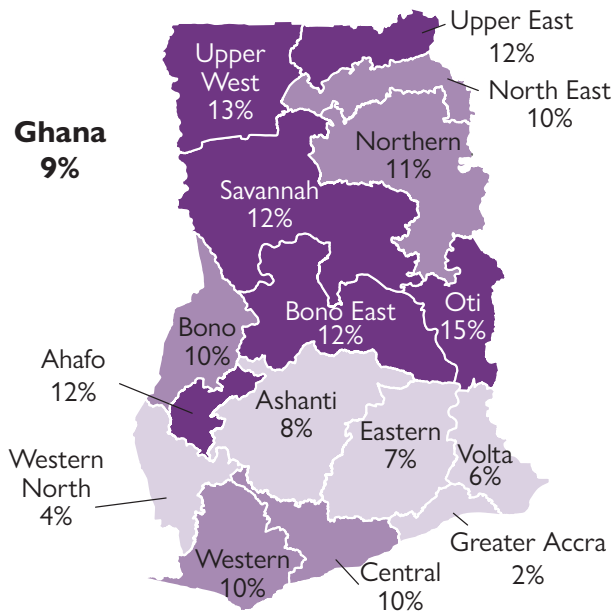 Upper East
12%
Upper
West
13%
North East
10%
Ghana
9%
Northern
11%
Savannah
12%
Bono East
12%
Oti
15%
Bono
10%
Ahafo
12%
Ashanti
8%
Eastern
7%
Volta
6%
Western
North
4%
Greater Accra
2%
Western
10%
Central
10%